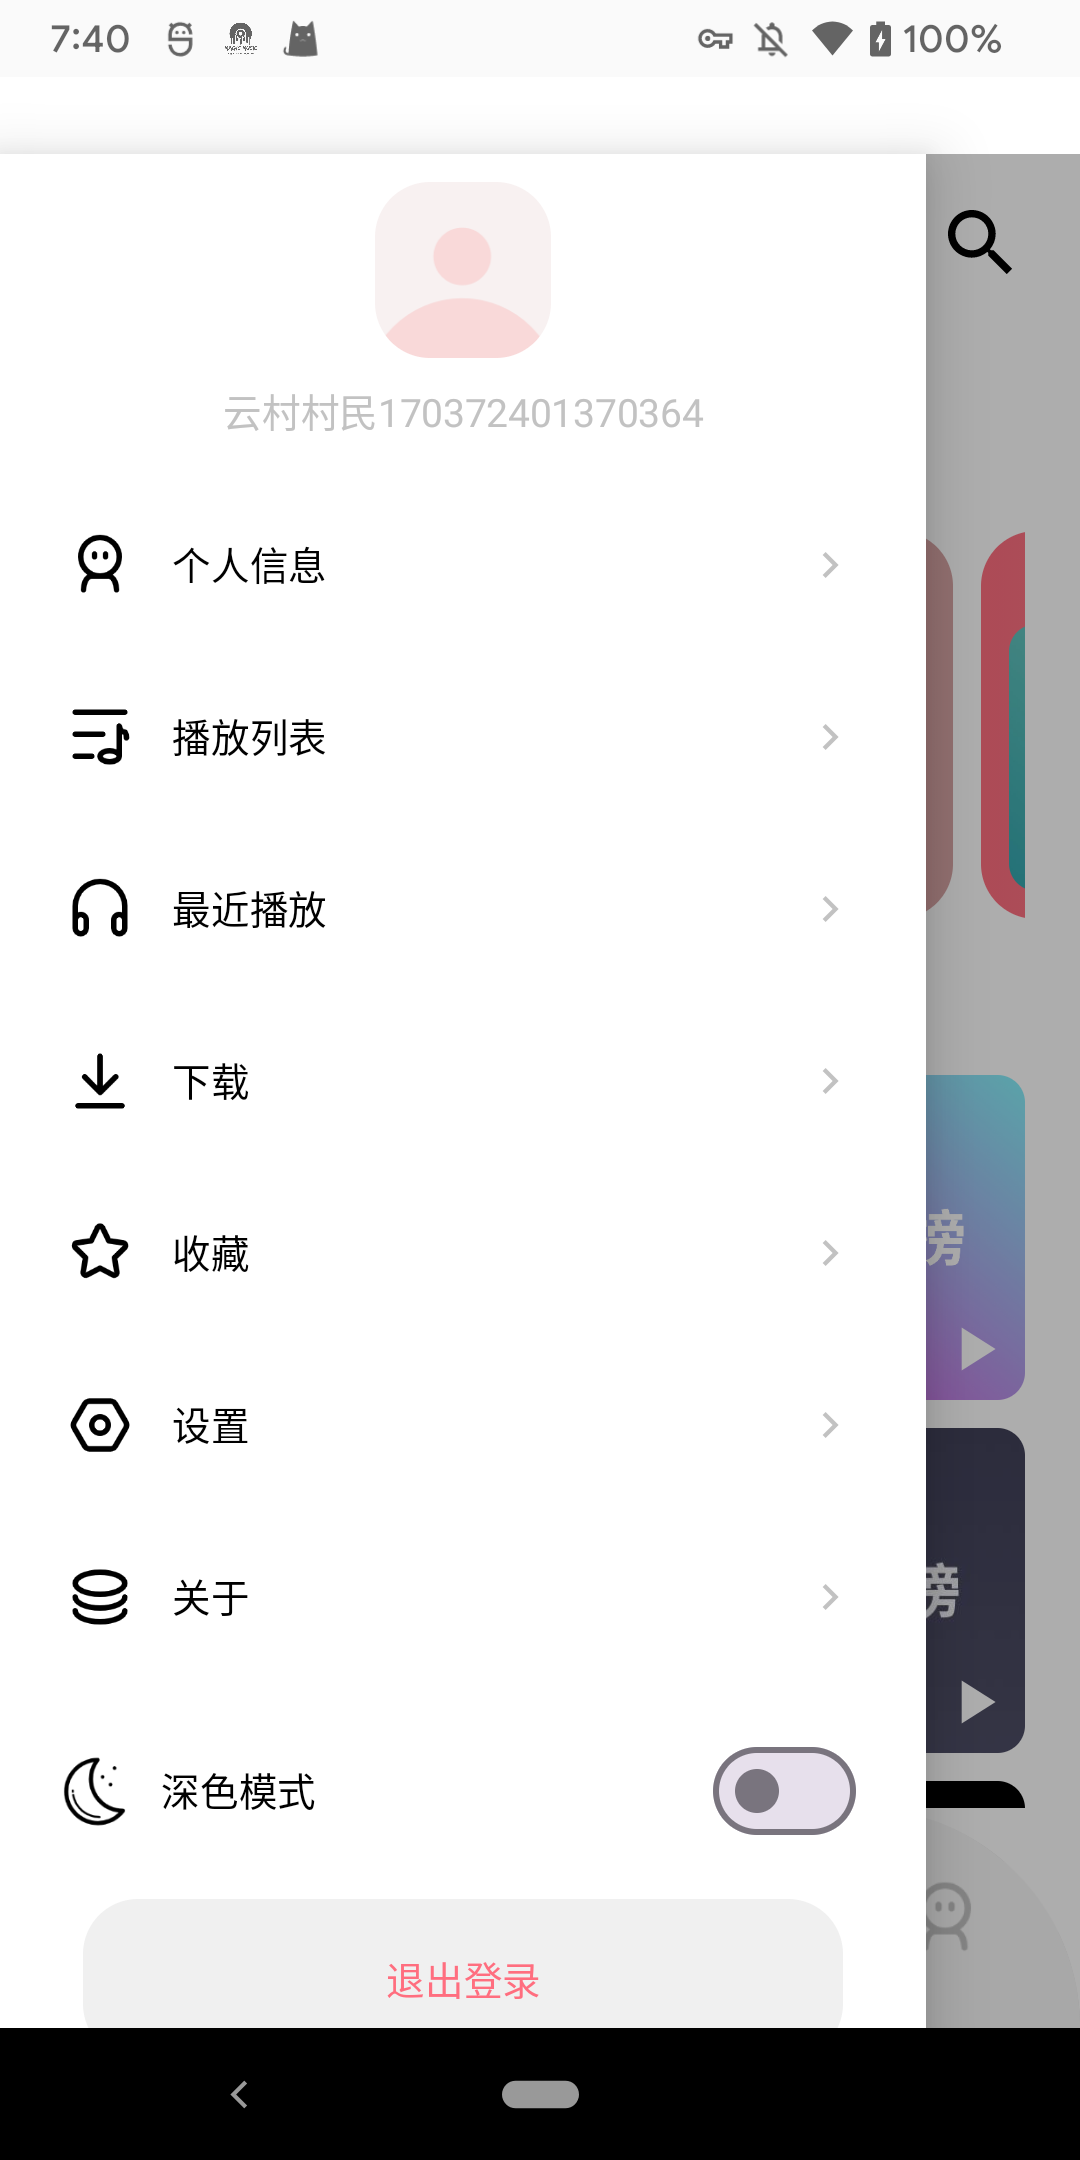 7:40
100%
云村村民170372401370364
个人信息
播放列表
最近播放
下载
收藏
榜
设置
关于
榜
深色模式
退出登录